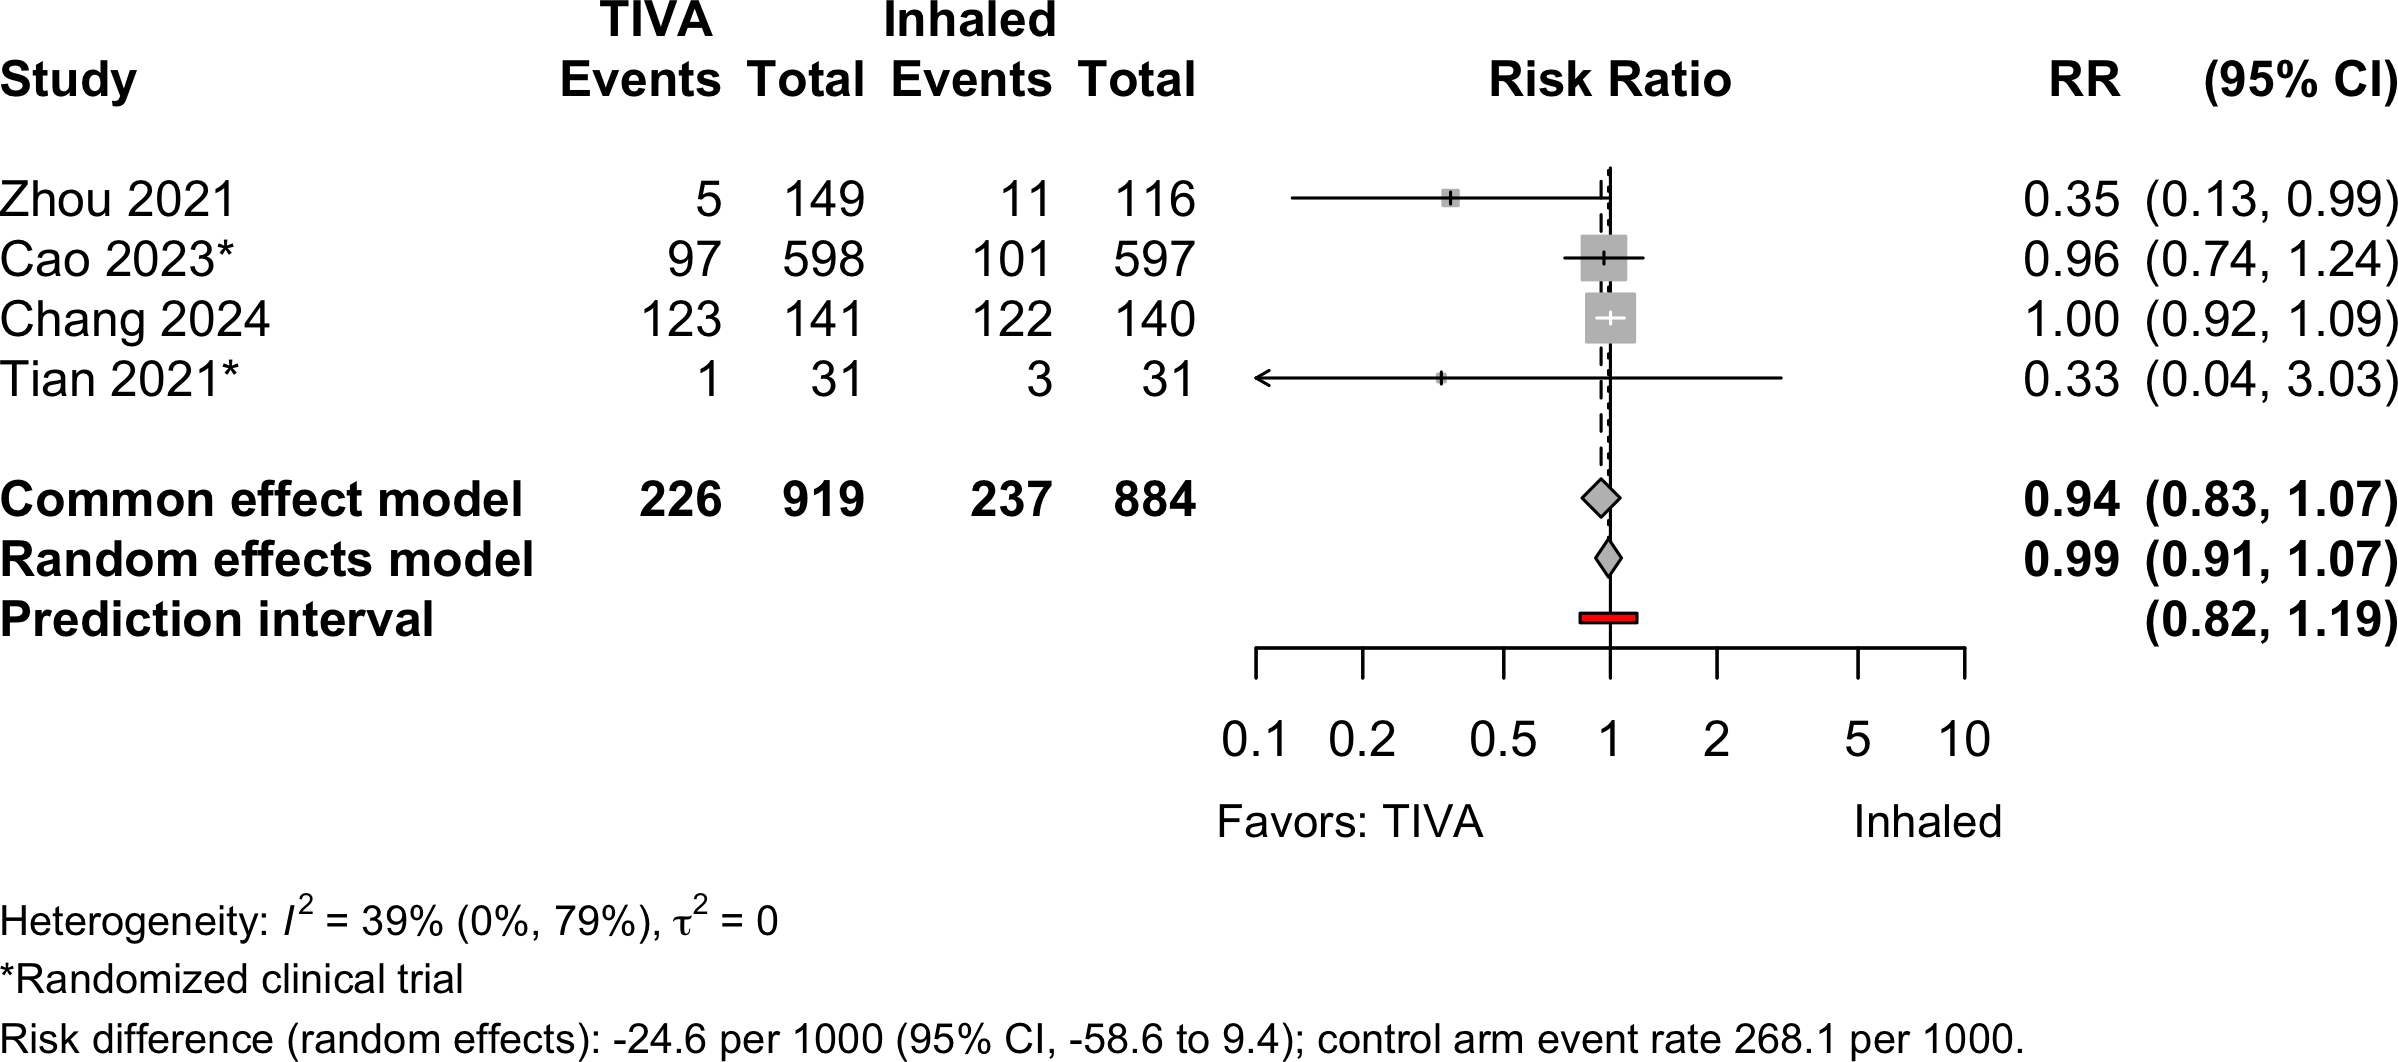 TIVA Inhaled
Study Events Total Events Total Risk Ratio RR (95% CI)
Zhou 2021 5 149 11 116 0.35 (0.13, 0.99)
Cao 2023* 97 598 101 597 0.96 (0.74, 1.24)
Chang 2024 123 141 122 140 1.00 (0.92, 1.09)
Tian 2021* 1 31 3 31 0.33 (0.04, 3.03)
Common effect model 226 919 237 884 0.94 (0.83, 1.07)
Random effects model 0.99 (0.91, 1.07)
Prediction interval (0.82, 1.19)
0.1 0.2 0.5 1 2 5 10
Favors: TIVA Inhaled
Heterogeneity: I² = 39% (0%, 79%), τ² = 0
*Randomized clinical trial
Risk difference (random effects): -24.6 per 1000 (95% CI, -58.6 to 9.4); control arm event rate 268.1 per 1000.